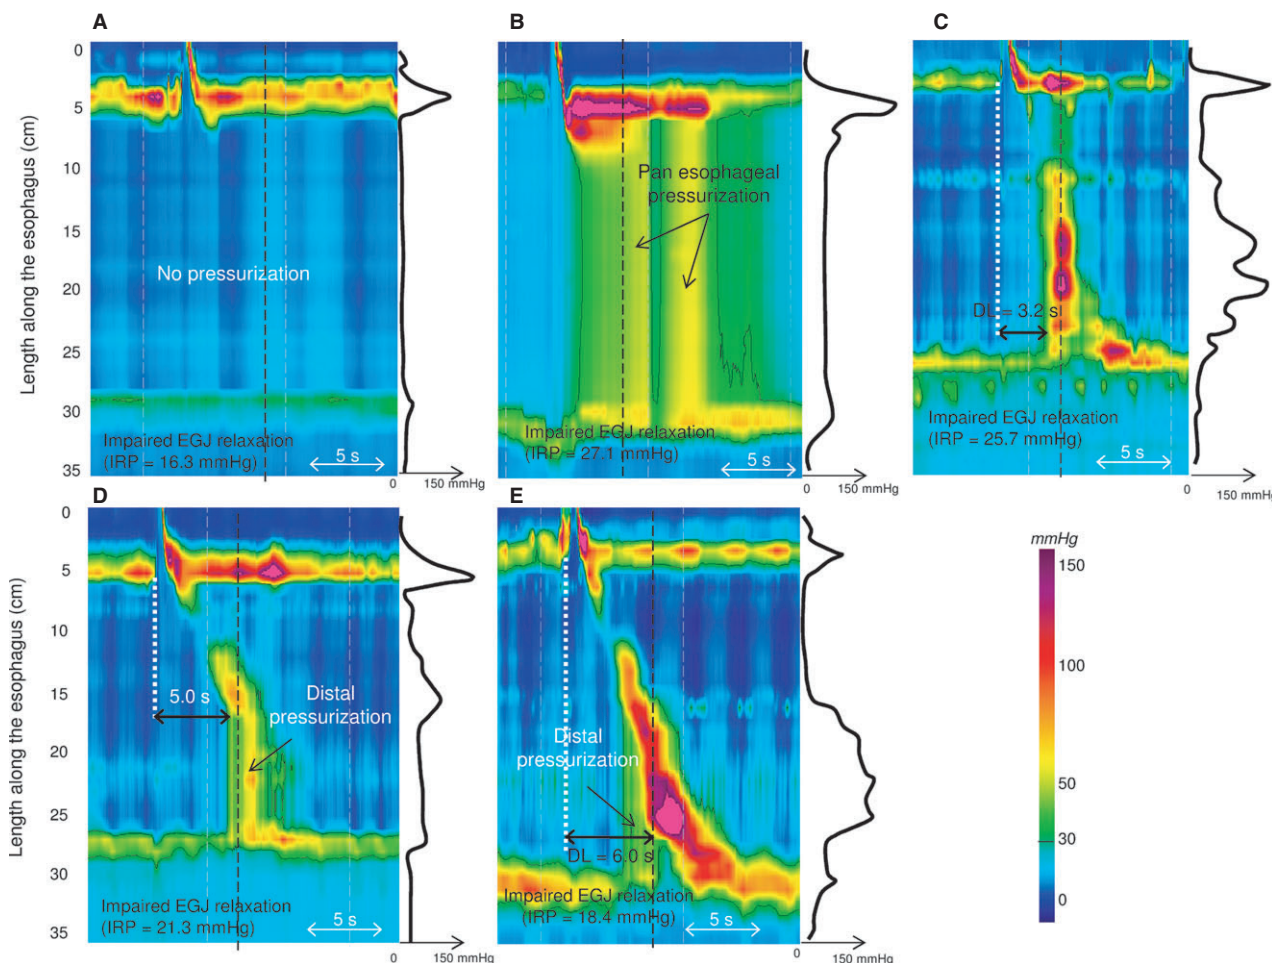 A
B
C
0
5
10
15
20
25
30
35
Length along the esophagus (cm)
No pressurization
Impaired EGJ relaxation
(IRP = 16.3 mmHg)
5 s
0
150 mmHg
Pan esophageal
pressurization
Impaired EGJ relaxation
(IRP = 27.1 mmHg)
5 s
0
150 mmHg
DL = 3.2 s
Impaired EGJ relaxation
(IRP = 25.7 mmHg)
5 s
0
150 mmHg
D
E
0
5
10
15
20
25
30
35
Length along the esophagus (cm)
5.0 s
Distal
pressurization
Impaired EGJ relaxation
(IRP = 21.3 mmHg)
5 s
0
150 mmHg
Distal
pressurization
DL = 6.0 s
Impaired EGJ relaxation
(IRP = 18.4 mmHg)
5 s
0
150 mmHg
mmHg
150
100
50
30
0